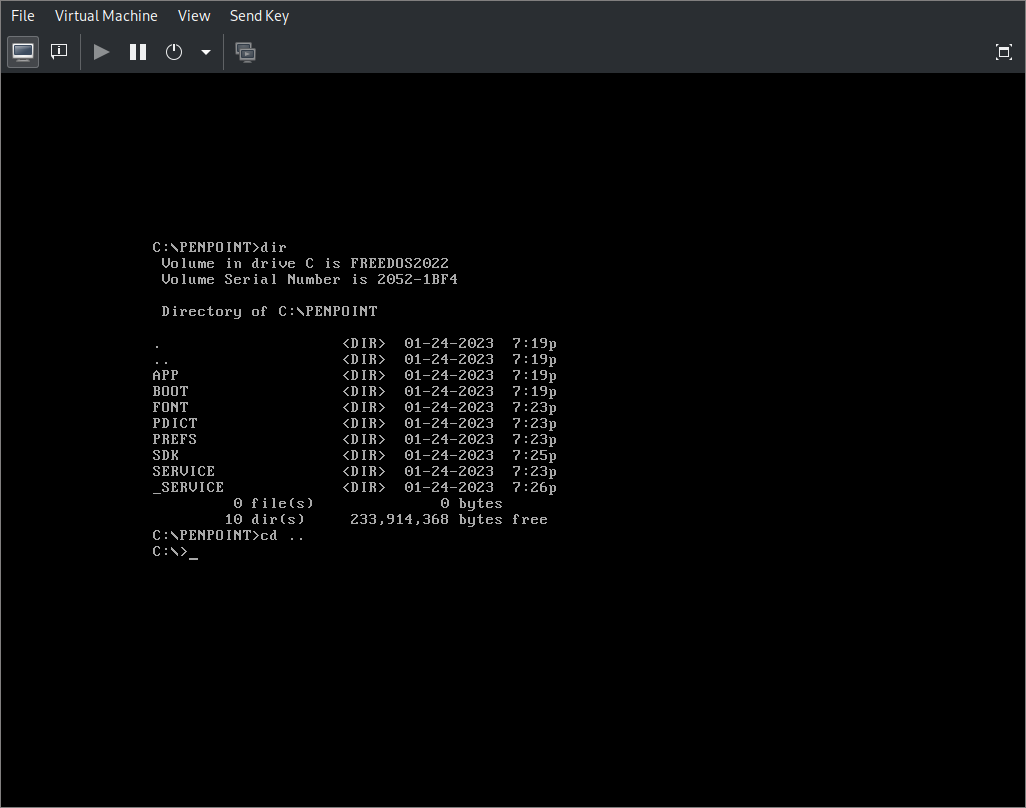 File Virtual Machine View Send Key
C:\PENPOINT>dir
Volume in drive C is FREEDOS2022
Volume Serial Number is 2052-1BF4
Directory of C:\PENPOINT
. <DIR> 01-24-2023 7:19p
.. <DIR> 01-24-2023 7:19p
APP <DIR> 01-24-2023 7:19p
BOOT <DIR> 01-24-2023 7:19p
FONT <DIR> 01-24-2023 7:23p
PDICT <DIR> 01-24-2023 7:23p
PREFS <DIR> 01-24-2023 7:23p
SDK <DIR> 01-24-2023 7:25p
SERVICE <DIR> 01-24-2023 7:23p
_SERVICE <DIR> 01-24-2023 7:26p
0 file(s) 0 bytes
10 dir(s) 233,914,368 bytes free
C:\PENPOINT>cd ..
C:\>_